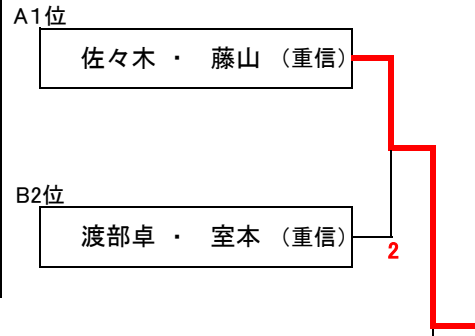 A1位
佐々木 ・ 藤山 （重信）
B2位
渡部卓 ・ 室本 （重信）
2